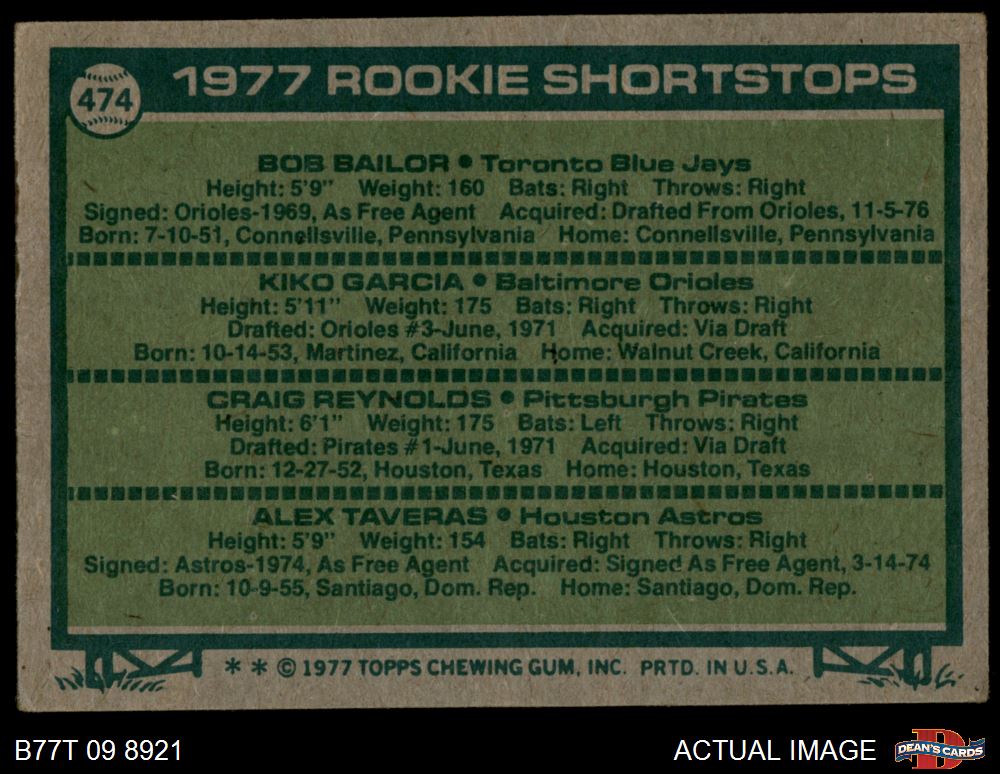 474
1977 ROOKIE SHORTSTOPS
BOB BAILOR • Toronto Blue Jays
Height: 5'9" Weight: 160 Bats: Right Throws: Right
Signed: Orioles-1969, As Free Agent Acquired: Drafted From Orioles, 11-5-76
Born: 7-10-51, Connellsville, Pennsylvania Home: Connellsville, Pennsylvania
KIKO GARCIA • Baltimore Orioles
Height: 5'11" Weight: 175 Bats: Right Throws: Right
Drafted: Orioles #3-June, 1971 Acquired: Via Draft
Born: 10-14-53, Martinez, California Home: Walnut Creek, California
CRAIG REYNOLDS • Pittsburgh Pirates
Height: 6'1" Weight: 175 Bats: Left Throws: Right
Drafted: Pirates #1-June, 1971 Acquired: Via Draft
Born: 12-27-52, Houston, Texas Home: Houston, Texas
ALEX TAVERAS • Houston Astros
Height: 5'9" Weight: 154 Bats: Right Throws: Right
Signed: Astros-1974, As Free Agent Acquired: Signed As Free Agent, 3-14-74
Born: 10-9-55, Santiago, Dom. Rep. Home: Santiago, Dom. Rep.
** © 1977 TOPPS CHEWING GUM, INC. PRTD. IN U.S.A.
B77T 09 8921
ACTUAL IMAGE
D
DEAN'S CARDS